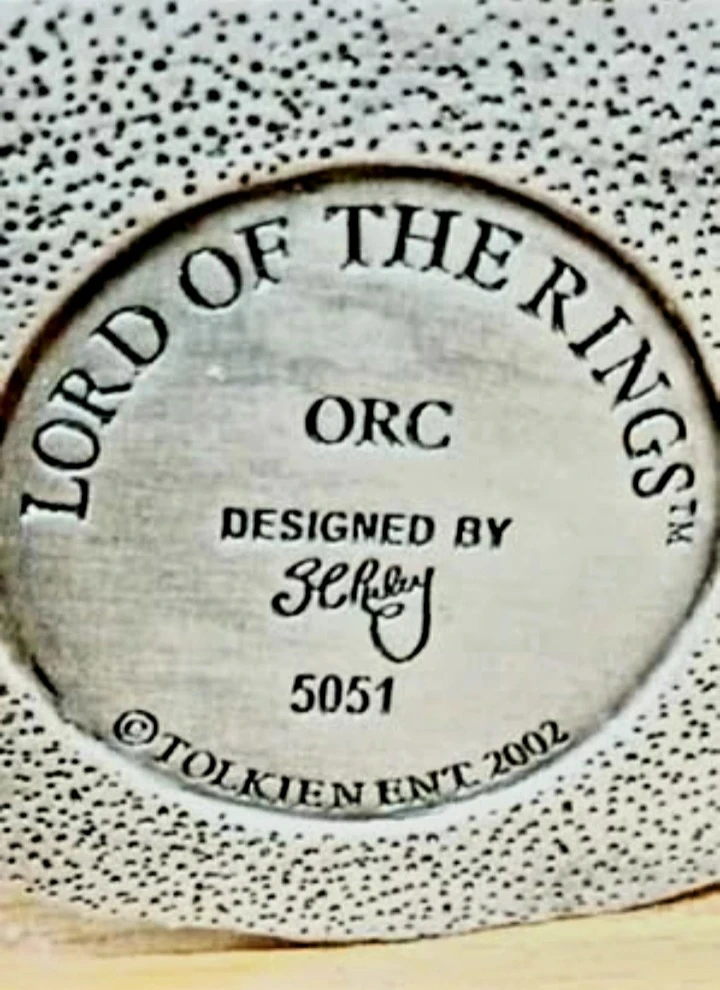 LORD OF THE RINGS™
ORC
DESIGNED BY
5051
© TOLKIEN ENT. 2002